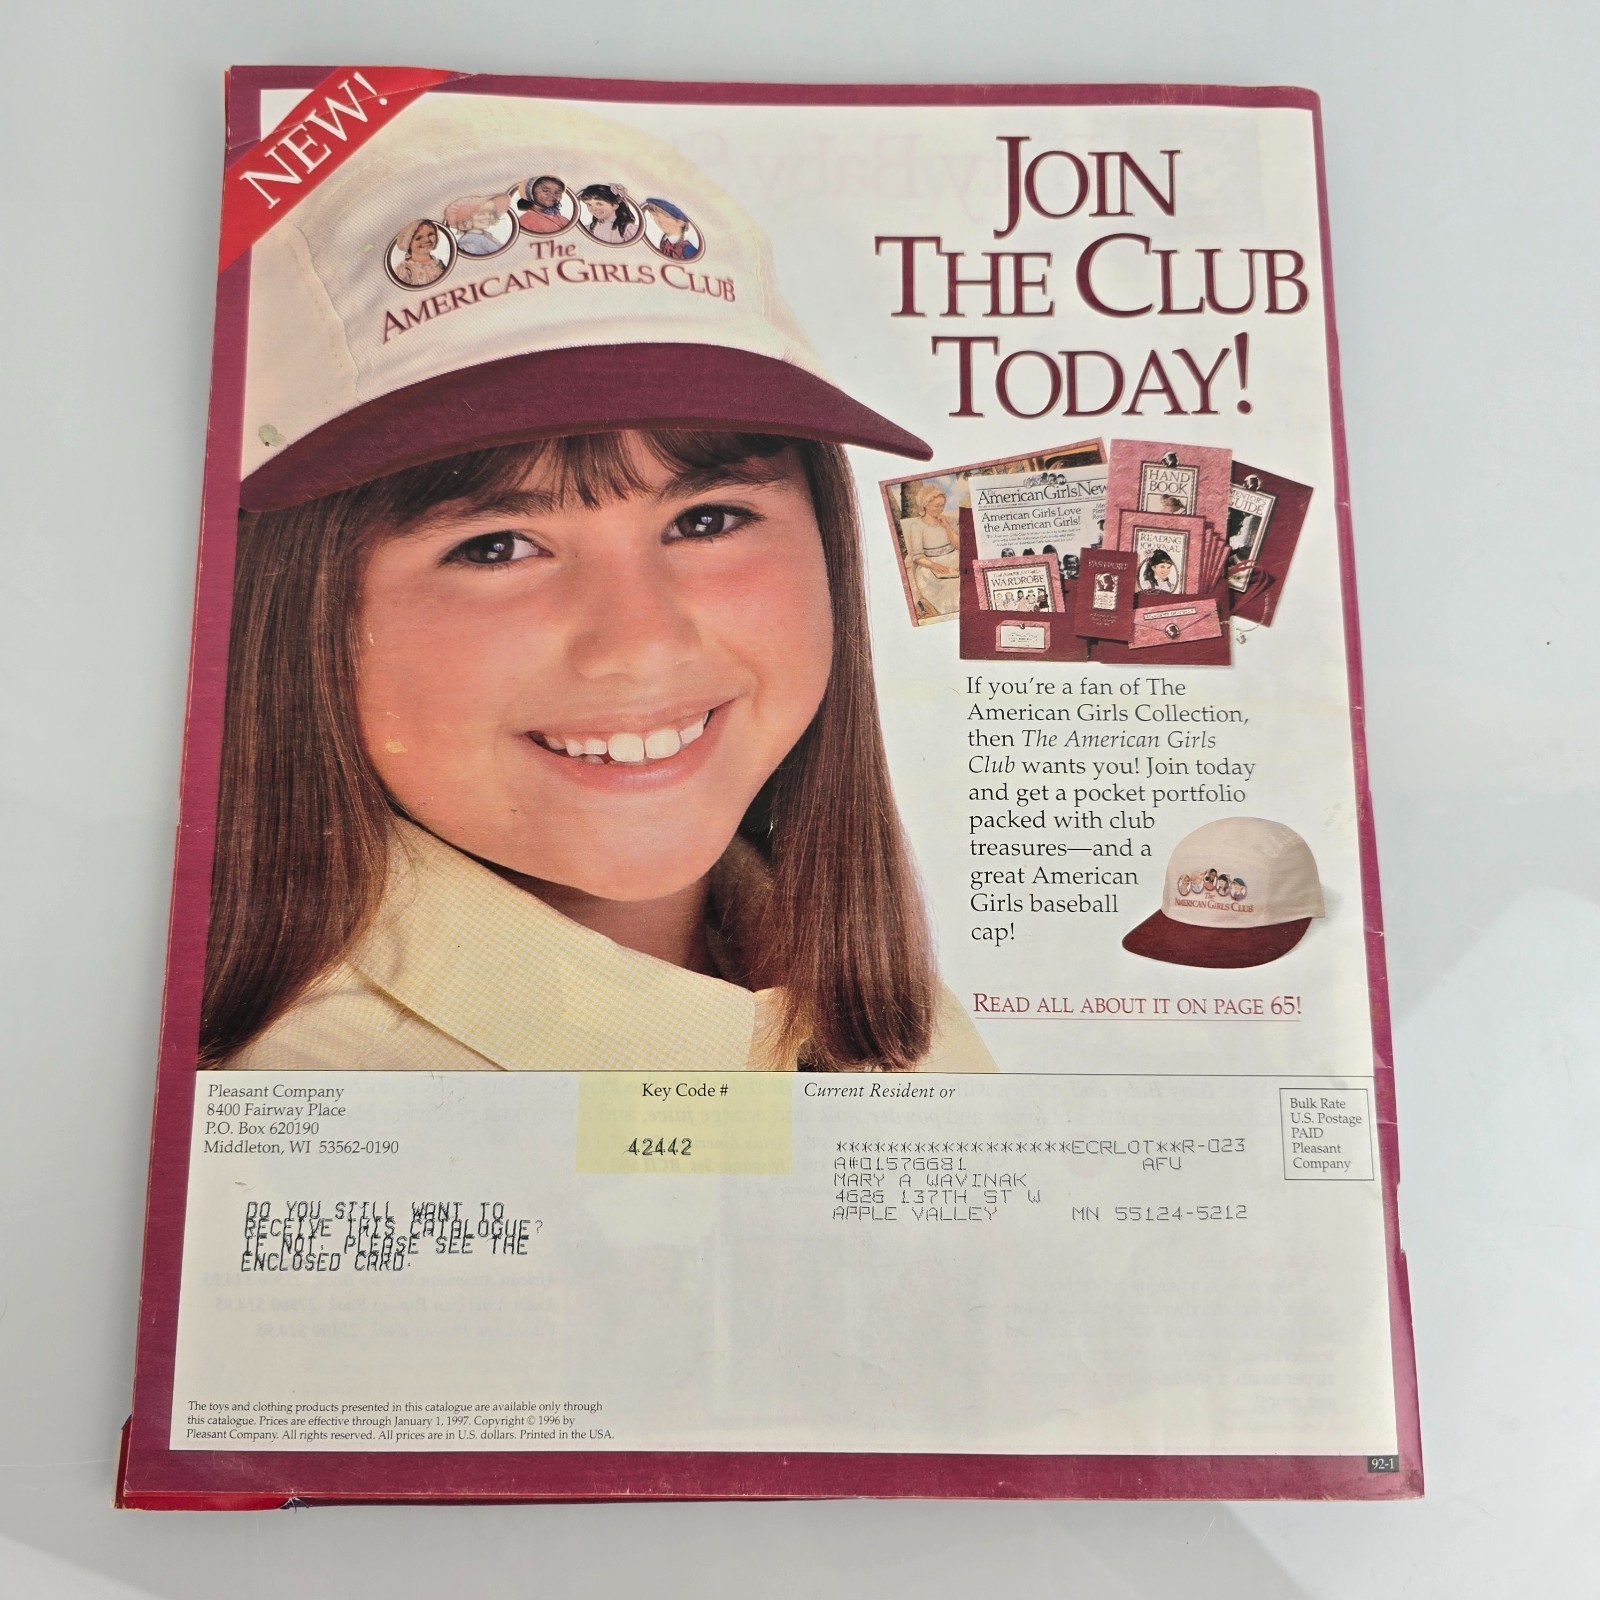 NEW!
The
AMERICAN GIRLS CLUB
JOIN
THE CLUB
TODAY!
American Girls News
American Girls Love
the American Girls!
HAND
BOOK
MENTOR'S
GUIDE
READING
JOURNAL
WARDROBE
PASSPORT
If you're a fan of The
American Girls Collection,
then The American Girls
Club wants you! Join today
and get a pocket portfolio
packed with club
treasures—and a
great American
Girls baseball
cap!
The
AMERICAN GIRLS CLUB
READ ALL ABOUT IT ON PAGE 65!
Pleasant Company
8400 Fairway Place
P.O. Box 620190
Middleton, WI 53562-0190
Key Code #
42442
Current Resident or
******************ECRLOT**R-023
A#01576681 AFU
MARY A WAVINAK
4626 137TH ST W
APPLE VALLEY MN 55124-5212
Bulk Rate
U.S. Postage
PAID
Pleasant
Company
DO YOU STILL WANT TO
RECEIVE THIS CATALOGUE?
IF NOT, PLEASE SEE THE
ENCLOSED CARD.
The toys and clothing products presented in this catalogue are available only through
this catalogue. Prices are effective through January 1, 1997. Copyright © 1996 by
Pleasant Company. All rights reserved. All prices are in U.S. dollars. Printed in the USA.
92-1